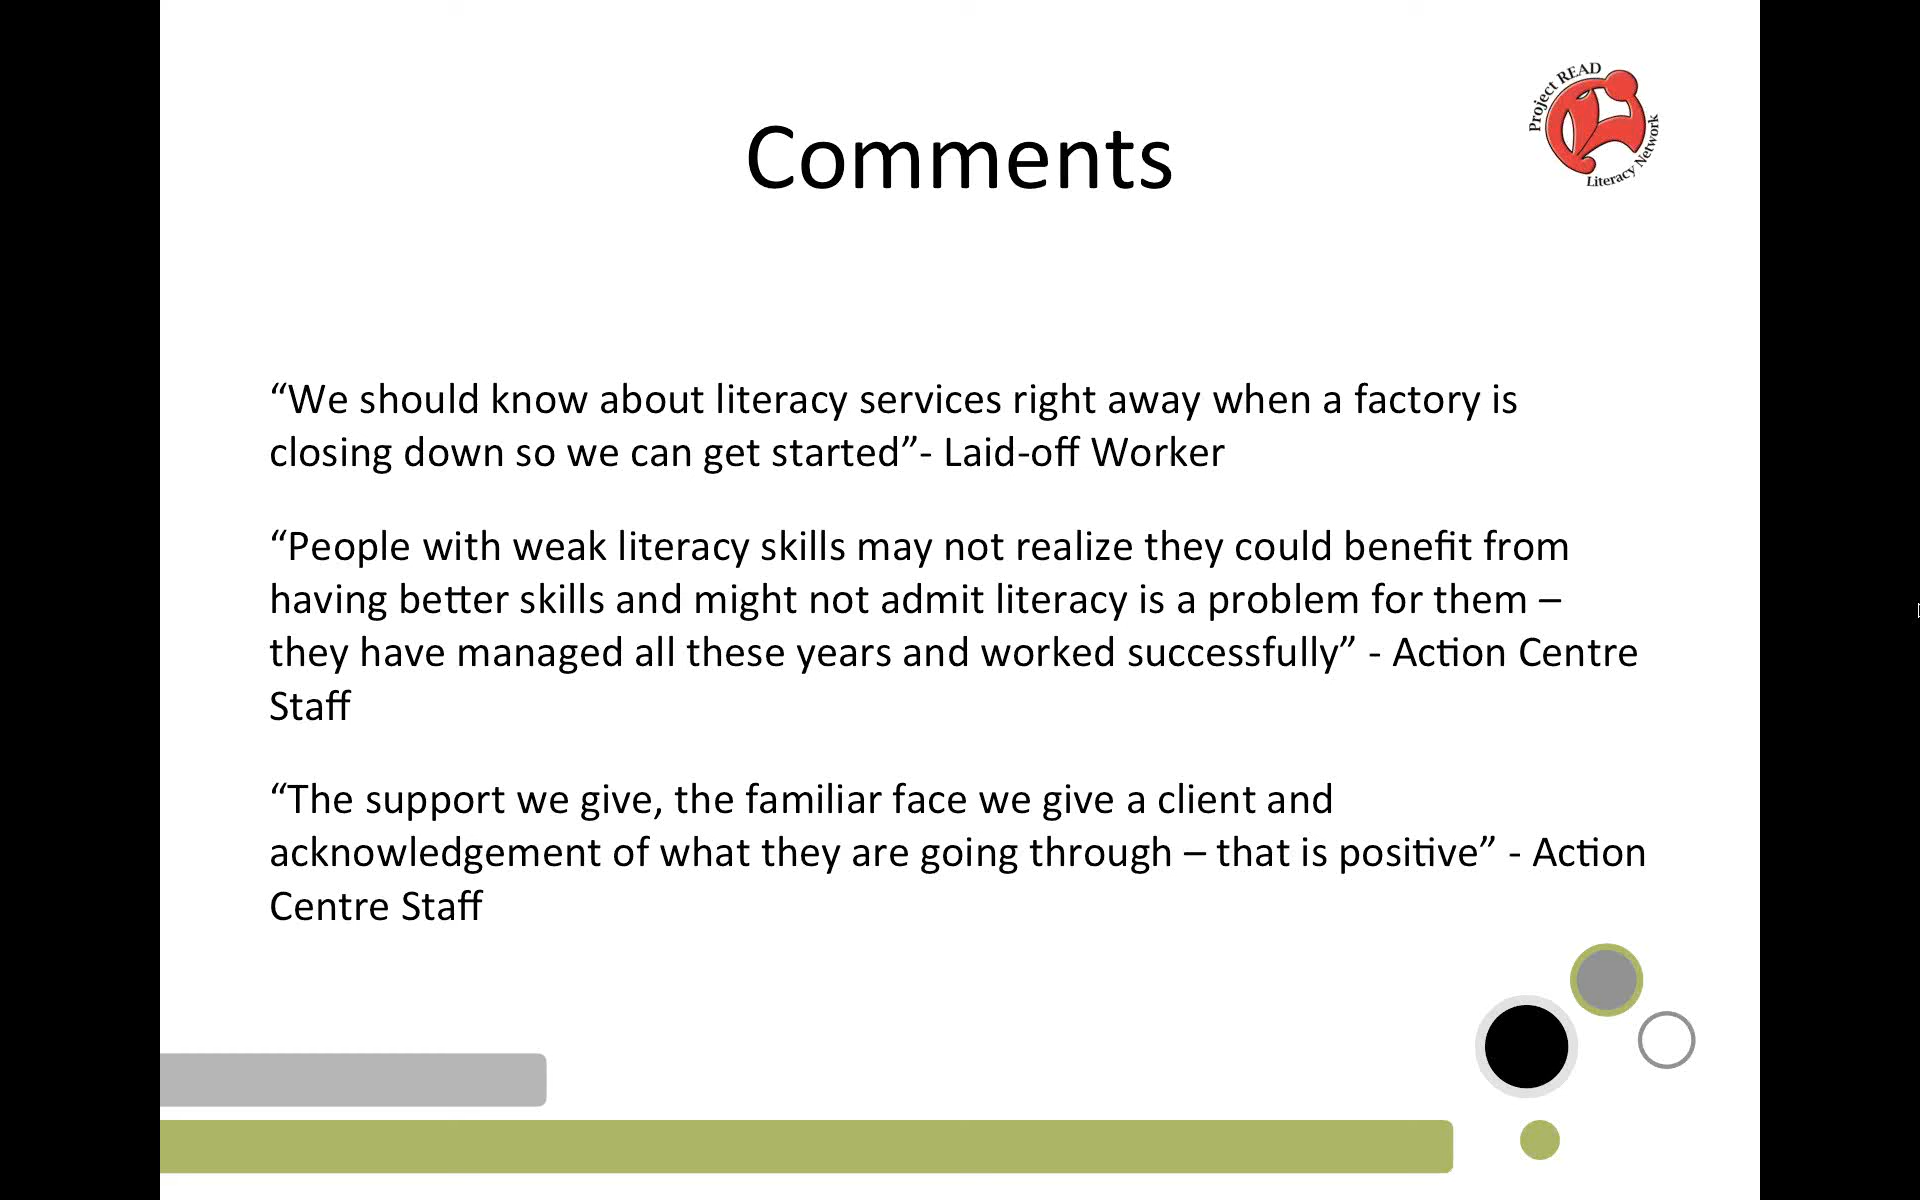 Project READ
Literacy Network
Comments
“We should know about literacy services right away when a factory is
closing down so we can get started”- Laid-off Worker
“People with weak literacy skills may not realize they could benefit from
having better skills and might not admit literacy is a problem for them –
they have managed all these years and worked successfully” - Action Centre
Staff
“The support we give, the familiar face we give a client and
acknowledgement of what they are going through – that is positive” - Action
Centre Staff